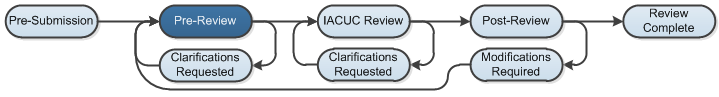 Pre-Submission
Pre-Review
IACUC Review
Post-Review
Review
Complete
Clarifications
Requested
Clarifications
Requested
Modifications
Required